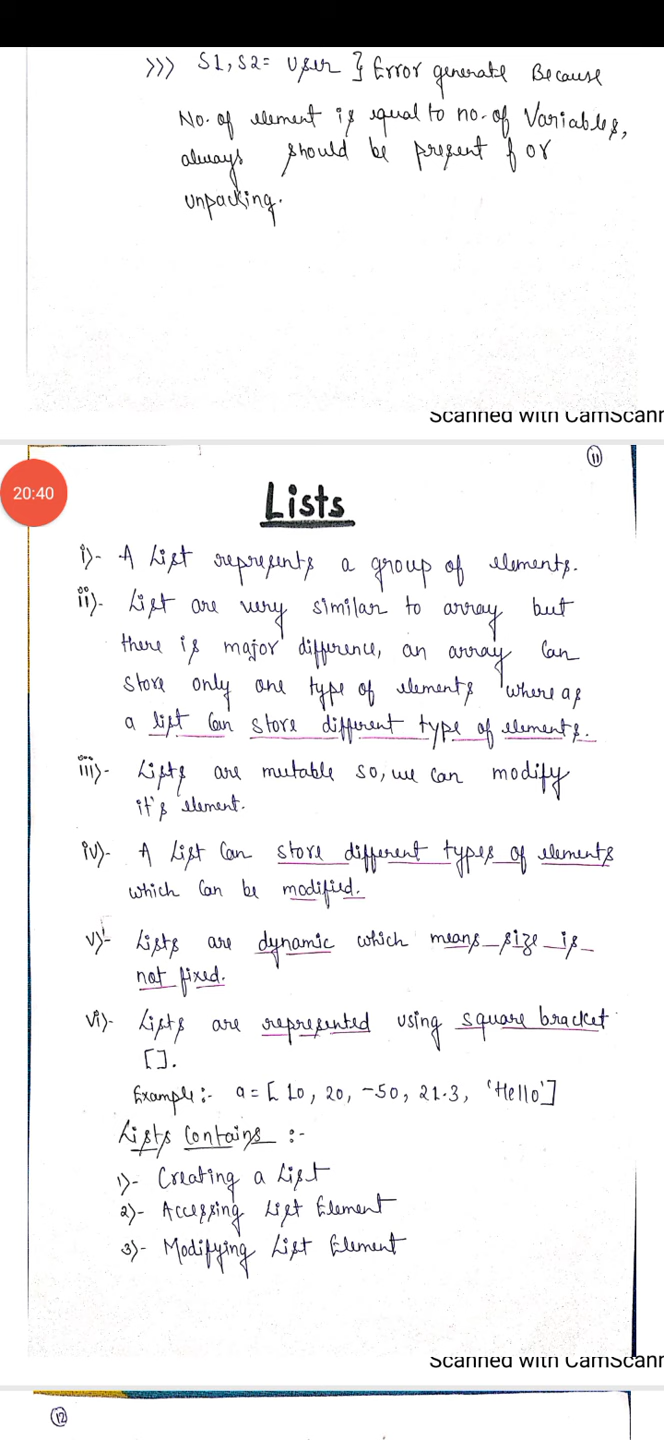 >>> S1, S2 = User } Error generate Because
No. of element is equal to no. of Variables,
always should be present for
unpacking.
Scanned with CamScann
11
20:40
Lists
i)- A List represents a group of elements.
ii)- List are very similar to array but
there is major difference, an array can
store only one type of elements where as
a list can store different type of elements.
iii)- Lists are mutable so, we can modify
it's element.
iv)- A List can store different types of elements
which can be modified.
v)- Lists are dynamic which means size is
not fixed.
vi)- Lists are represented using square bracket
[].
Example:- a = [10, 20, -50, 21.3, 'Hello']
Lists Contains :-
1)- Creating a List
2)- Accessing List Element
3)- Modifying List Element
Scanned with CamScann
12